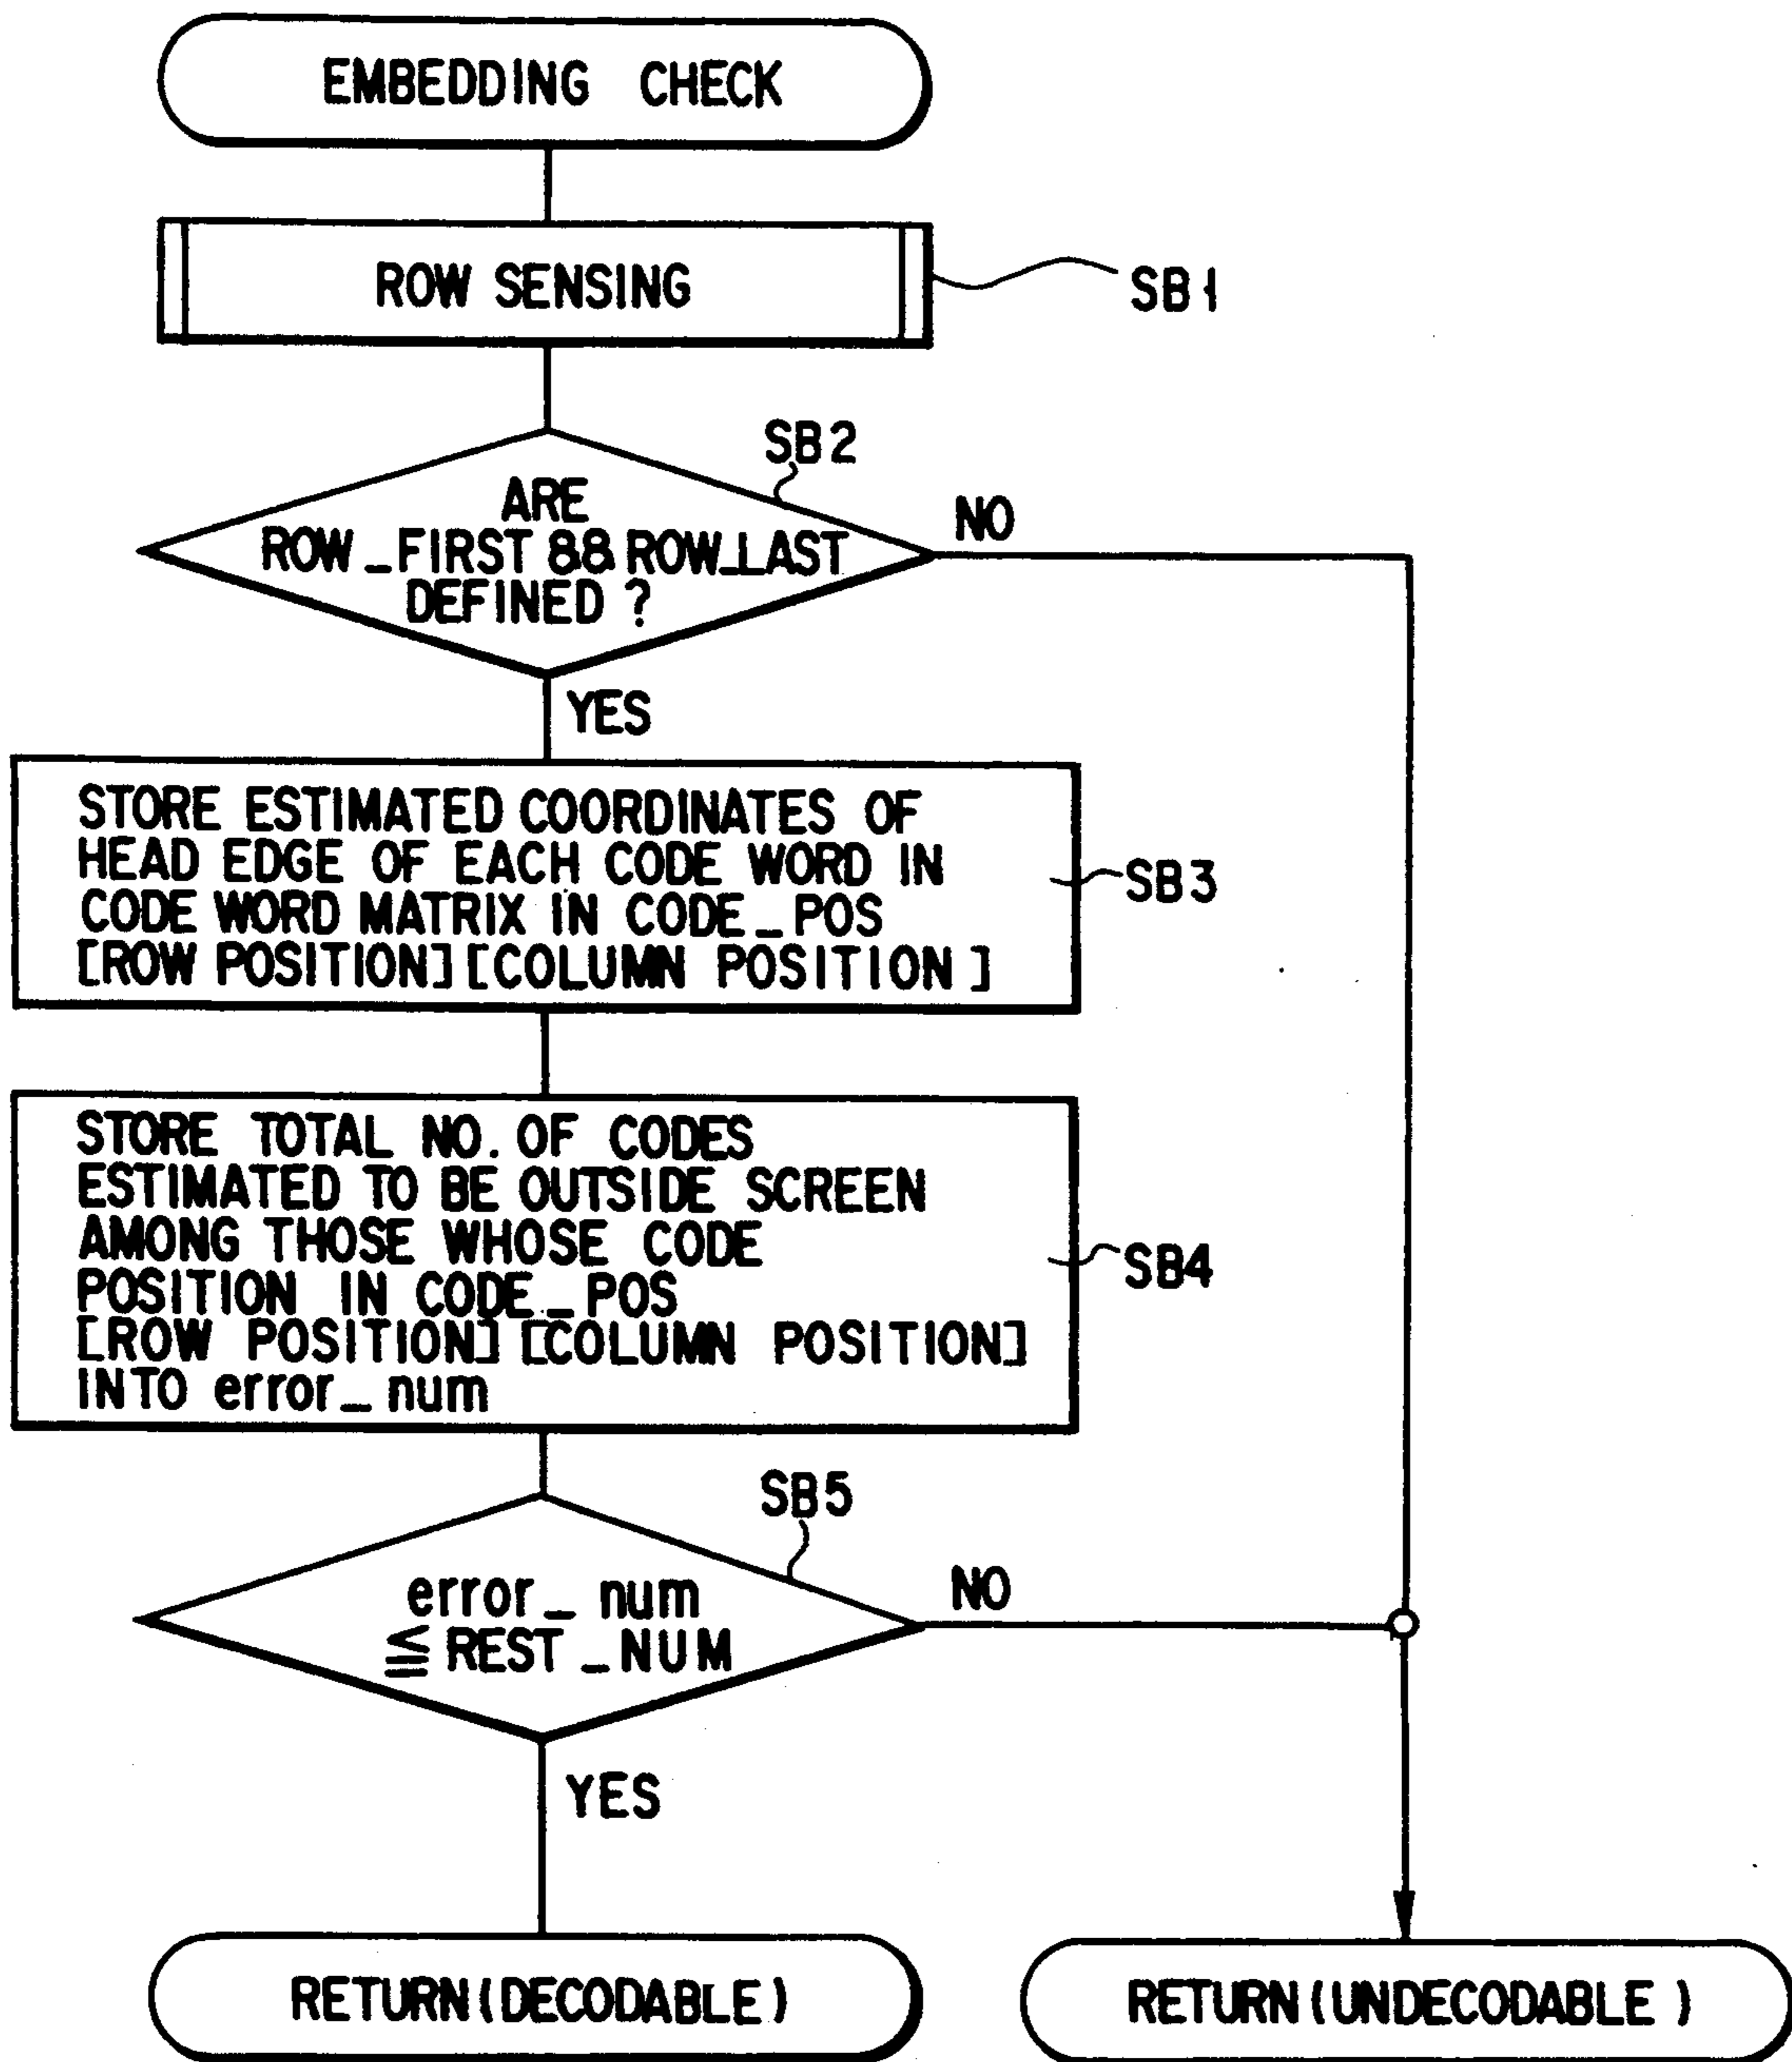 EMBEDDING CHECK
ROW SENSING
SB1
SB2
ARE
ROW_FIRST && ROW_LAST
DEFINED ?
NO
YES
STORE ESTIMATED COORDINATES OF
HEAD EDGE OF EACH CODE WORD IN
CODE WORD MATRIX IN CODE_POS
[ROW POSITION][COLUMN POSITION]
SB3
STORE TOTAL NO. OF CODES
ESTIMATED TO BE OUTSIDE SCREEN
AMONG THOSE WHOSE CODE
POSITION IN CODE_POS
[ROW POSITION][COLUMN POSITION]
INTO error_num
SB4
SB5
error_num
≦ REST_NUM
NO
YES
RETURN(DECODABLE)
RETURN(UNDECODABLE)